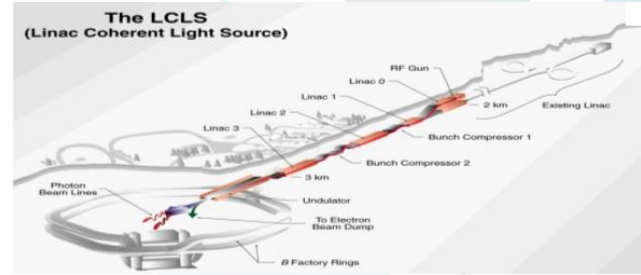 The LCLS
(Linac Coherent Light Source)
RF Gun
Linac 0
Linac 1
2 km
Existing Linac
Linac 2
Bunch Compressor 1
Linac 3
Bunch Compressor 2
3 km
Photon
Beam Lines
Undulator
To Electron
Beam Dump
B Factory Rings